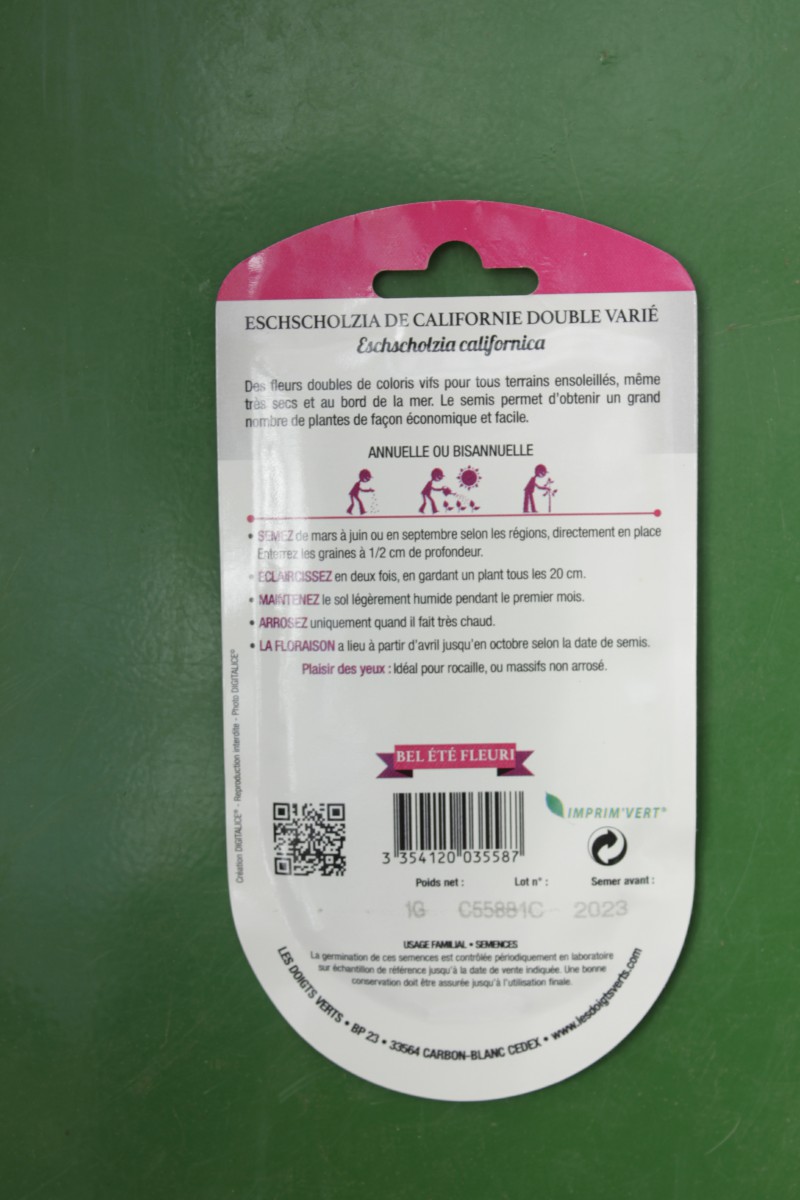 ESCHSCHOLZIA DE CALIFORNIE DOUBLE VARIÉ
Eschscholzia californica
Des fleurs doubles de coloris vifs pour tous terrains ensoleillés, même
très secs et au bord de la mer. Le semis permet d'obtenir un grand
nombre de plantes de façon économique et facile.
ANNUELLE OU BISANNUELLE
• SEMEZ de mars à juin ou en septembre selon les régions, directement en place
Enterrez les graines à 1/2 cm de profondeur.
• ECLAIRCISSEZ en deux fois, en gardant un plant tous les 20 cm.
• MAINTENEZ le sol légèrement humide pendant le premier mois.
• ARROSEZ uniquement quand il fait très chaud.
• LA FLORAISON a lieu à partir d'avril jusqu'en octobre selon la date de semis.
Plaisir des yeux : Idéal pour rocaille, ou massifs non arrosé.
Création DIGITALICE® - Reproduction interdite - Photo DIGITALICE®
BEL ÉTÉ FLEURI
IMPRIM'VERT®
3 354120 035587
Poids net : Lot n° : Semer avant :
1G C55881C 2023
USAGE FAMILIAL • SEMENCES
La germination de ces semences est contrôlée périodiquement en laboratoire
sur échantillon de référence jusqu'à la date de vente indiquée. Une bonne
conservation doit être assurée jusqu'à l'utilisation finale.
LES DOIGTS VERTS • BP 23 • 33564 CARBON-BLANC CEDEX • www.lesdoigtsverts.com